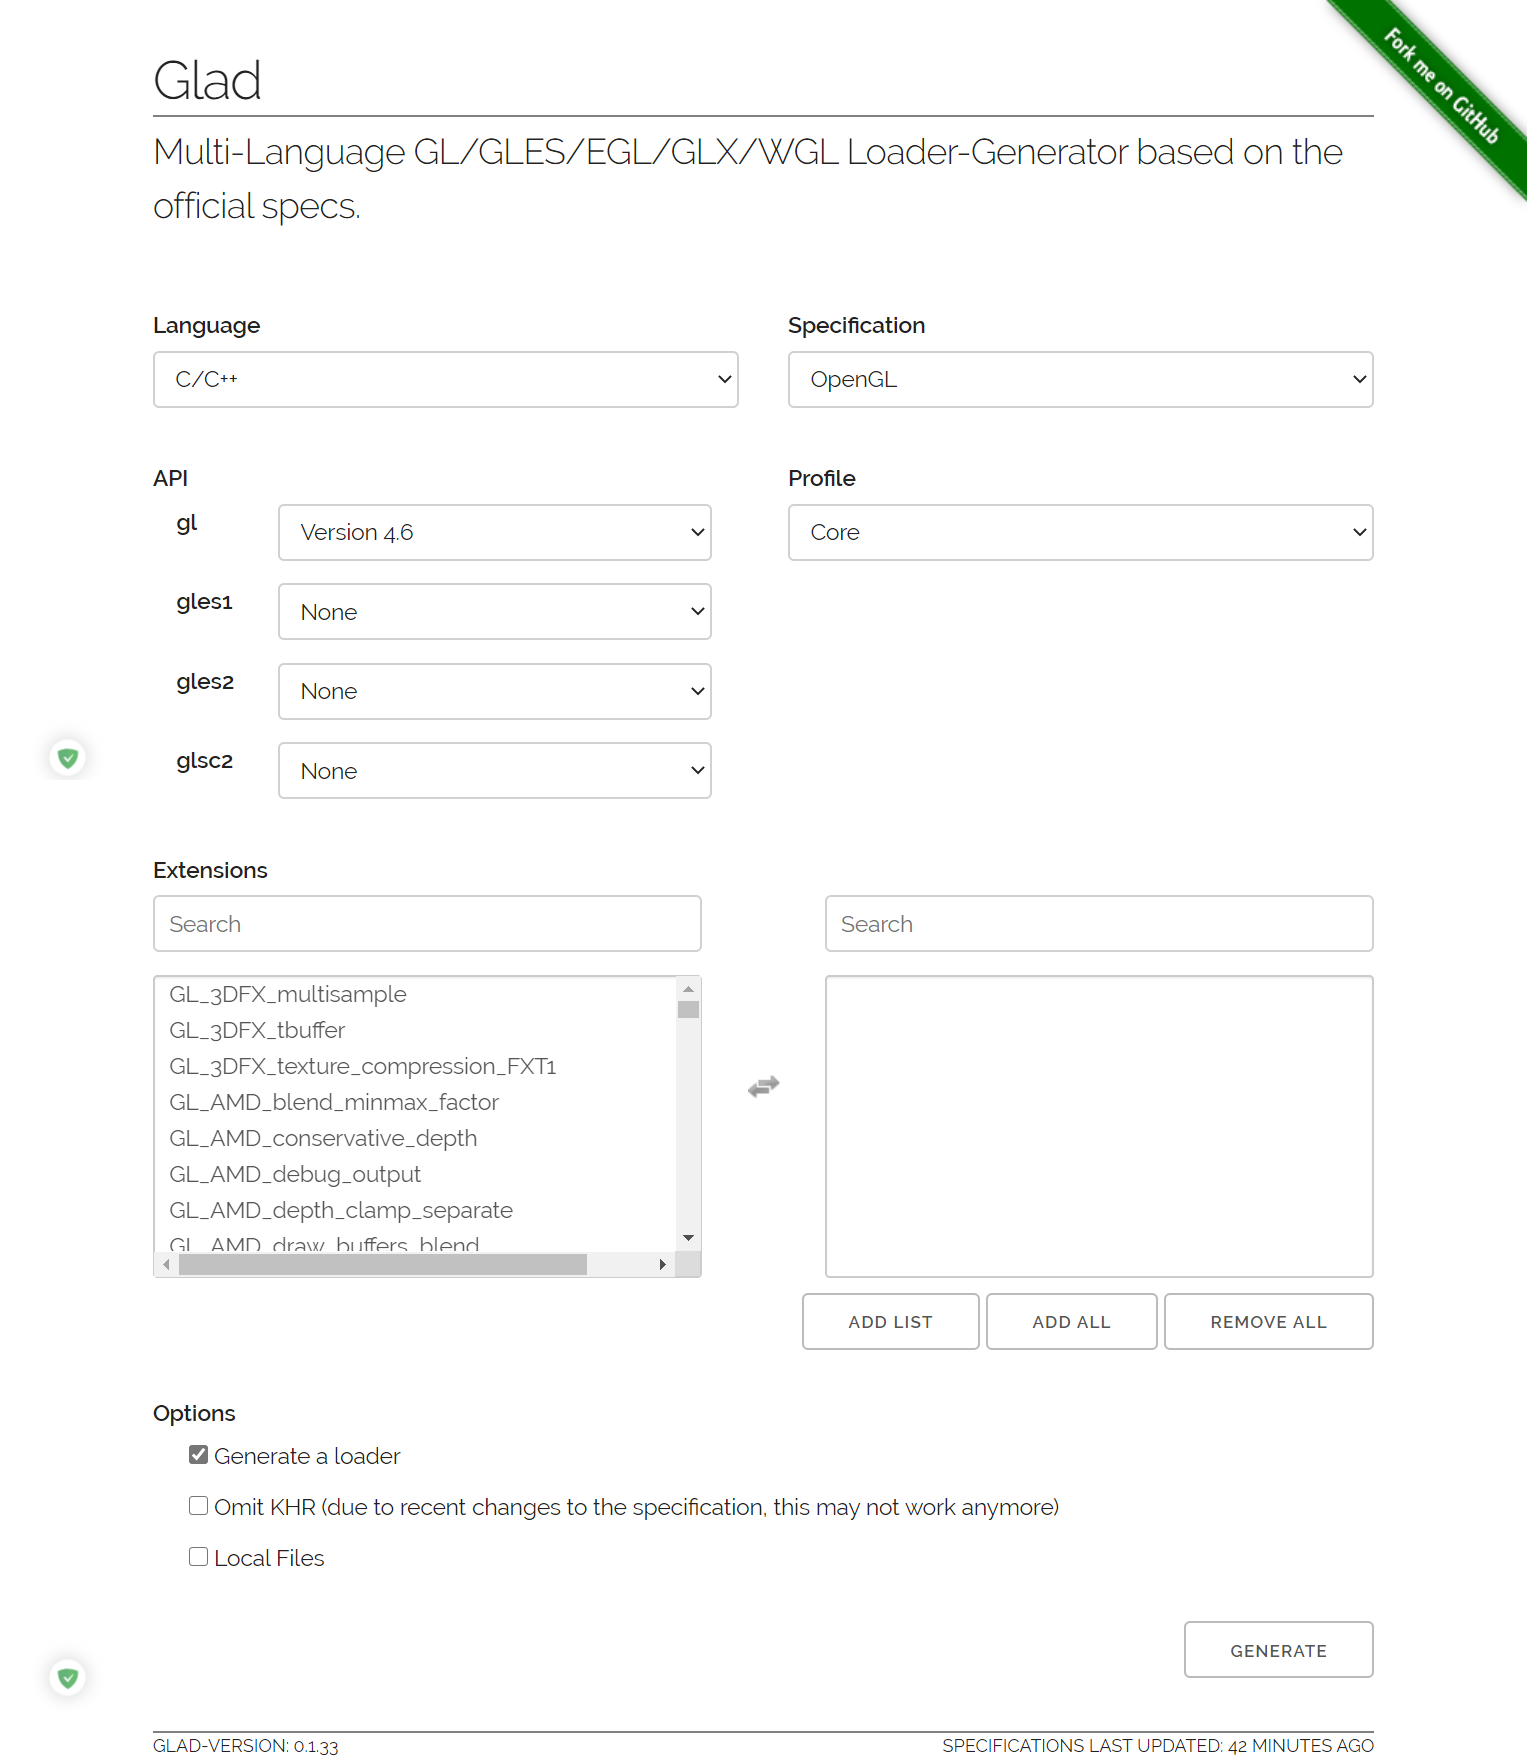 Fork me on GitHub
Glad
Multi-Language GL/GLES/EGL/GLX/WGL Loader-Generator based on the
official specs.
Language
Specification
C/C++
OpenGL
API
Profile
gl
Version 4.6
Core
gles1
None
gles2
None
glsc2
None
Extensions
Search
Search
GL_3DFX_multisample
GL_3DFX_tbuffer
GL_3DFX_texture_compression_FXT1
GL_AMD_blend_minmax_factor
GL_AMD_conservative_depth
GL_AMD_debug_output
GL_AMD_depth_clamp_separate
GL_AMD_draw_buffers_blend
ADD LIST
ADD ALL
REMOVE ALL
Options
Generate a loader
Omit KHR (due to recent changes to the specification, this may not work anymore)
Local Files
GENERATE
GLAD-VERSION: 0.1.33
SPECIFICATIONS LAST UPDATED: 42 MINUTES AGO